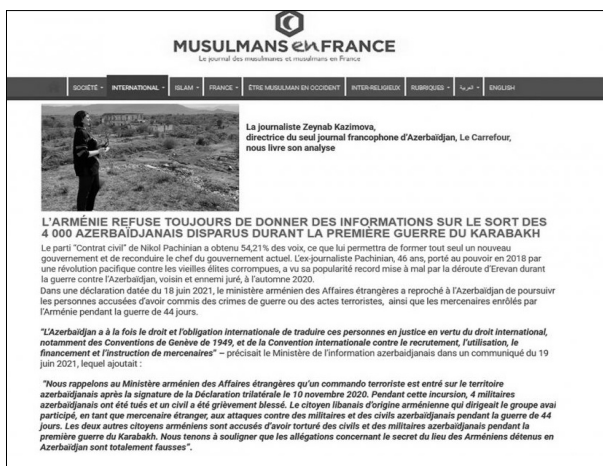 MUSULMANS EN FRANCE
Le journal des musulmanes et musulmans en France
SOCIÉTÉ INTERNATIONAL ISLAM FRANCE ÊTRE MUSULMAN EN OCCIDENT INTER-RELIGIEUX RUBRIQUES العربية ENGLISH
La journaliste Zeynab Kazimova,
directrice du seul journal francophone d'Azerbaïdjan, Le Carrefour,
nous livre son analyse
L'ARMÉNIE REFUSE TOUJOURS DE DONNER DES INFORMATIONS SUR LE SORT DES
4 000 AZERBAÏDJANAIS DISPARUS DURANT LA PREMIÈRE GUERRE DU KARABAKH
Le parti "Contrat civil" de Nikol Pachinian a obtenu 54,21% des voix, ce que lui permettra de former tout seul un nouveau
gouvernement et de reconduire le chef du gouvernement actuel. L'ex-journaliste Pachinian, 46 ans, porté au pouvoir en 2018 par
une révolution pacifique contre les vieilles élites corrompues, a vu sa popularité record mise à mal par la déroute d'Erevan durant
la guerre contre l'Azerbaïdjan, voisin et ennemi juré, à l'automne 2020.
Dans une déclaration datée du 18 juin 2021, le ministère arménien des Affaires étrangères a reproché à l'Azerbaïdjan de poursuivr
les personnes accusées d'avoir commis des crimes de guerre ou des actes terroristes, ainsi que les mercenaires enrôlés par
l'Arménie pendant la guerre de 44 jours.
"L'Azerbaïdjan a à la fois le droit et l'obligation internationale de traduire ces personnes en justice en vertu du droit international,
notamment des Conventions de Genève de 1949, et de la Convention internationale contre le recrutement, l'utilisation, le
financement et l'instruction de mercenaires" – précisait le Ministère de l'information azerbaïdjanais dans un communiqué du 19
juin 2021, lequel ajoutait :
"Nous rappelons au Ministère arménien des Affaires étrangères qu'un commando terroriste est entré sur le territoire
azerbaïdjanais après la signature de la Déclaration trilatérale le 10 novembre 2020. Pendant cette incursion, 4 militaires
azerbaïdjanais ont été tués et un civil a été grièvement blessé. Le citoyen libanais d'origine arménienne qui dirigeait le groupe avai
participé, en tant que mercenaire étranger, aux attaques contre des militaires et des civils azerbaïdjanais pendant la guerre de 44
jours. Les deux autres citoyens arméniens sont accusés d'avoir torturé des civils et des militaires azerbaïdjanais pendant la
première guerre du Karabakh. Nous tenons à souligner que les allégations concernant le secret du lieu des Arméniens détenus en
Azerbaïdjan sont totalement fausses".